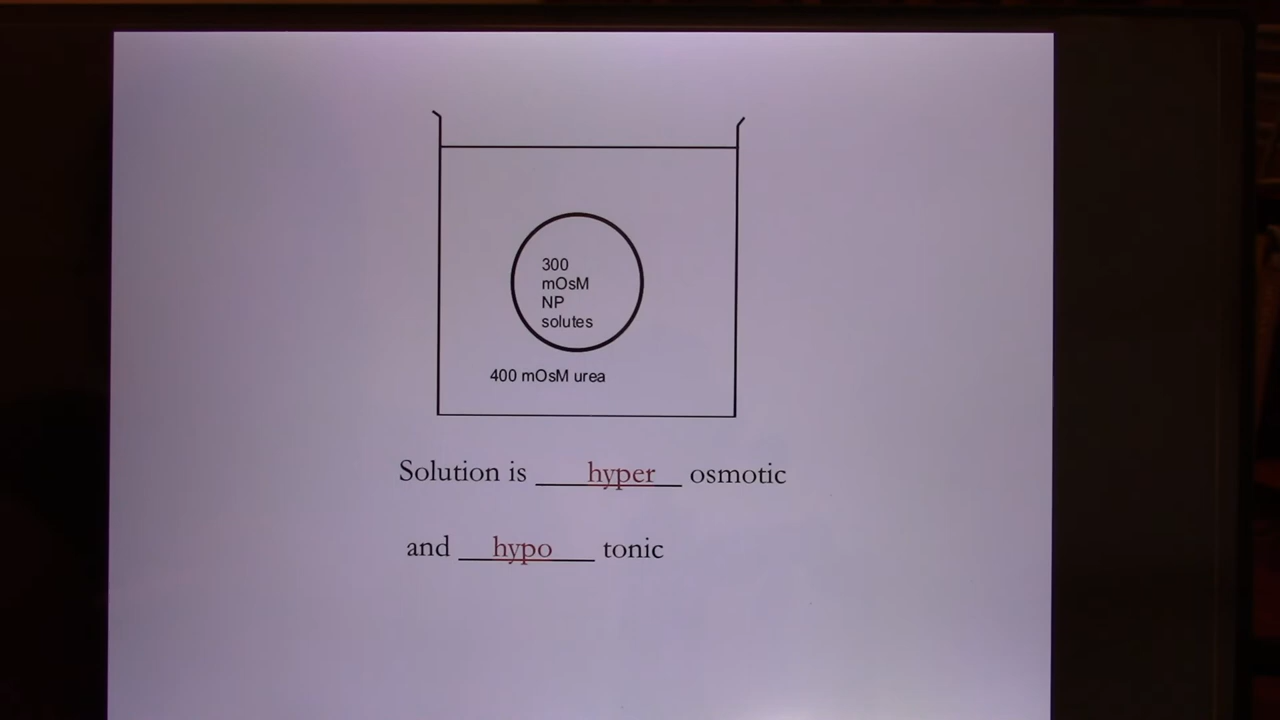 300
mOsM
NP
solutes
400 mOsM urea
Solution is hyper osmotic
and hypo tonic